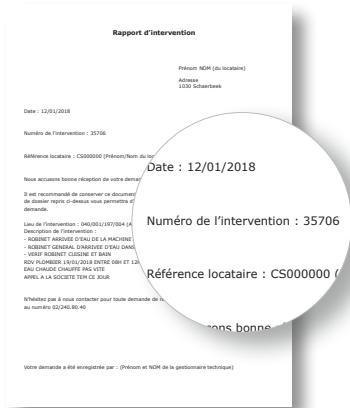 Rapport d'intervention
Prénom NOM (du locataire)
Adresse
1030 Schaerbeek
Date : 12/01/2018
Numéro de l'intervention : 35706
Référence locataire : CS000000 (Prénom/Nom du loc
Nous accusons bonne réception de votre deman
Il est recommandé de conserver ce document
de dossier repris ci-dessus vous permettra d'i
demande.
Lieu de l'intervention : 040/001/197/004 (A
Description de l'intervention :
- ROBINET ARRIVEE D'EAU DE LA MACHINE
- ROBINET GENERAL D'ARRIVEE D'EAU DANS
- VERIF ROBINET CUISINE ET BAIN
RDV PLOMBIER 19/01/2018 ENTRE 08H ET 12H
EAU CHAUDE CHAUFFE PAS VITE
APPEL A LA SOCIETE TEM CE JOUR
N'hésitez pas à nous contacter pour toute demande de
au numéro 02/240.80.40
Votre demande a été enregistrée par : (Prénom et NOM de la gestionnaire technique)
Date : 12/01/2018
Numéro de l'intervention : 35706
Référence locataire : CS000000 (
ons bonne